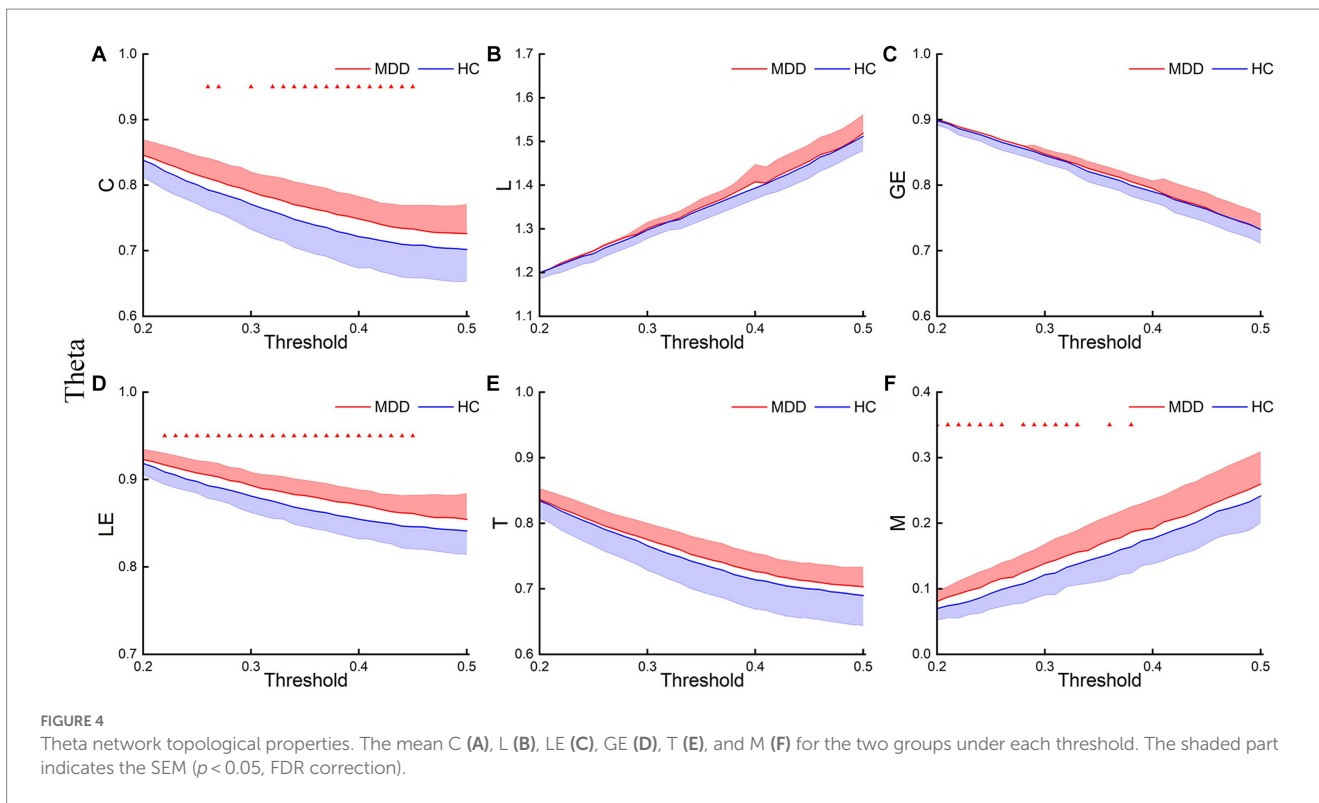 A
1.0
0.9
0.8
0.7
0.6
C
MDD HC
0.2 0.3 0.4 0.5
Threshold
B
1.7
1.6
1.5
1.4
1.3
1.2
1.1
L
MDD HC
0.2 0.3 0.4 0.5
Threshold
C
1.0
0.9
0.8
0.7
0.6
GE
MDD HC
0.2 0.3 0.4 0.5
Threshold
Theta
D
1.0
0.9
0.8
0.7
LE
MDD HC
0.2 0.3 0.4 0.5
Threshold
E
1.0
0.9
0.8
0.7
0.6
T
MDD HC
0.2 0.3 0.4 0.5
Threshold
F
0.4
0.3
0.2
0.1
0.0
M
MDD HC
0.2 0.3 0.4 0.5
Threshold
FIGURE 4
Theta network topological properties. The mean C (A), L (B), LE (C), GE (D), T (E), and M (F) for the two groups under each threshold. The shaded part
indicates the SEM (p < 0.05, FDR correction).